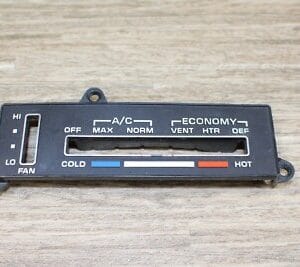 HI
A/C ECONOMY
OFF MAX NORM VENT HTR DEF
LO COLD HOT
FAN